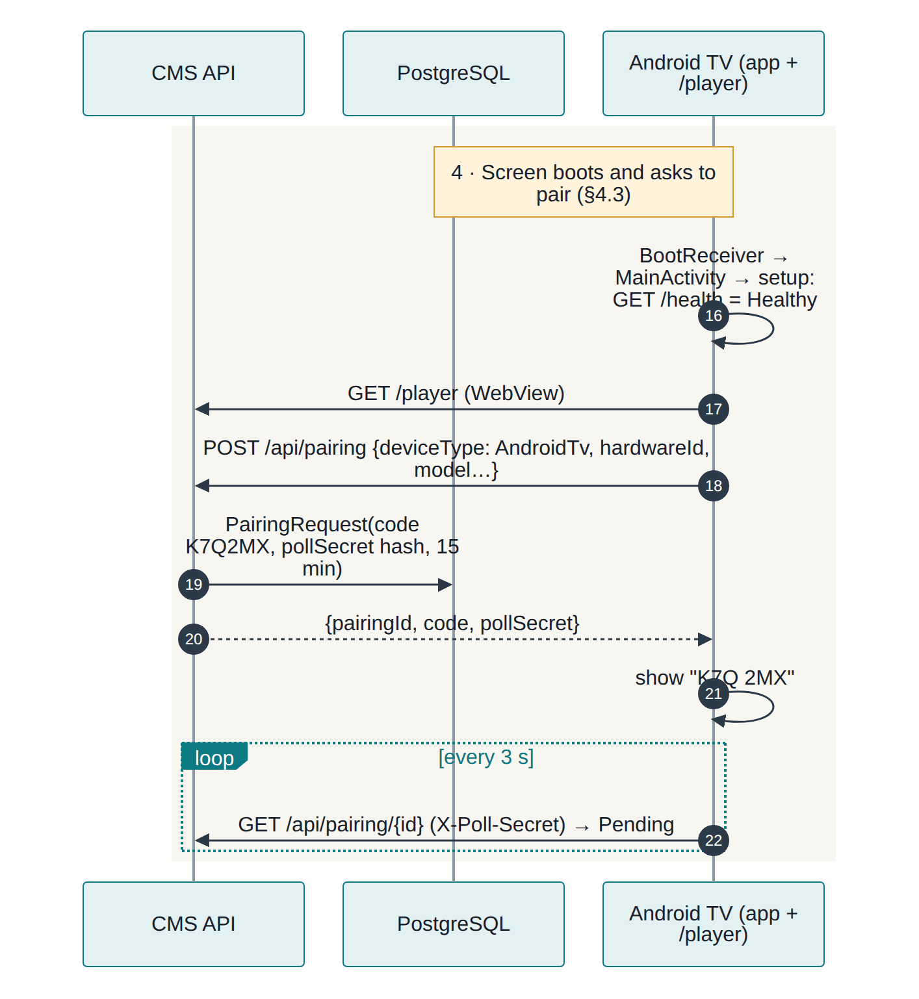 CMS API
PostgreSQL
Android TV (app +
/player)
4 · Screen boots and asks to
pair (§4.3)
BootReceiver →
MainActivity → setup:
GET /health = Healthy
16
GET /player (WebView)
17
POST /api/pairing {deviceType: AndroidTv, hardwareId,
model…}
18
PairingRequest(code
K7Q2MX, pollSecret hash, 15
min)
19
{pairingId, code, pollSecret}
20
show "K7Q 2MX"
21
loop
[every 3 s]
GET /api/pairing/{id} (X-Poll-Secret) → Pending
22
CMS API
PostgreSQL
Android TV (app +
/player)